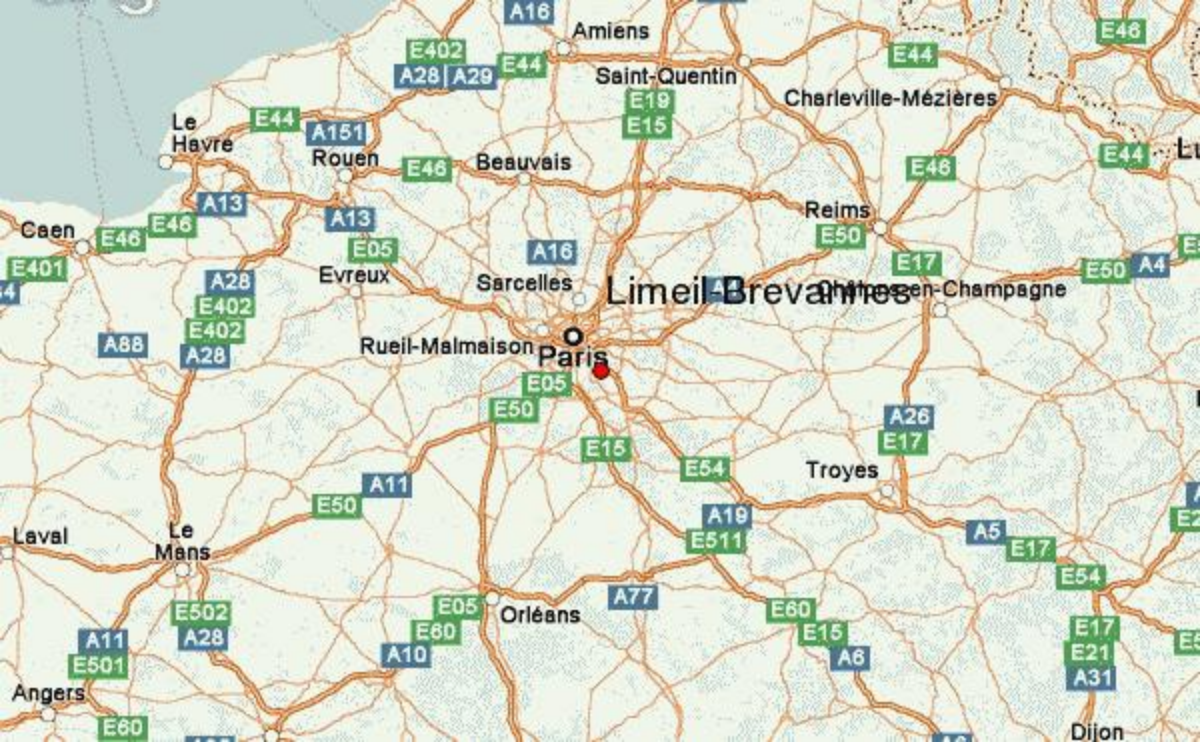 A16
Amiens
E402
A28
A29
E44
E44
E46
Saint-Quentin
E19
E15
Charleville-Mézières
Le
Havre
E44
A151
Rouen
E46
Beauvais
E46
E44
A13
A13
Reims
E50
Caen
E46
E46
E05
A16
E401
E17
E50
A4
Evreux
Sarcelles
Limeil-Brevannes
Châlons-en-Champagne
A28
E402
E402
A28
A88
Rueil-Malmaison
Paris
E05
E50
A26
E17
E15
E54
Troyes
A11
E50
A19
E511
A5
E17
E54
Laval
Le
Mans
A77
E05
Orléans
E60
E502
A28
A10
E60
E15
A6
E17
E21
A31
A11
E501
Angers
E60
Dijon